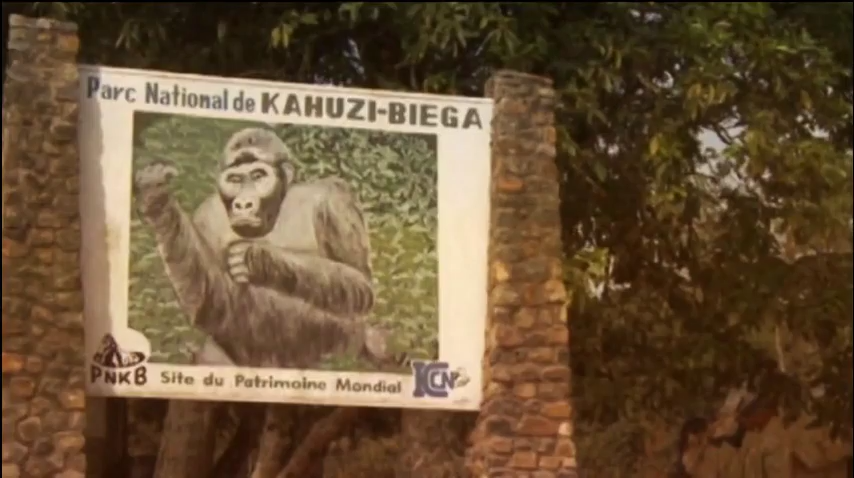 Parc National de KAHUZI-BIEGA
PNKB Site du Patrimoine Mondial ICCN